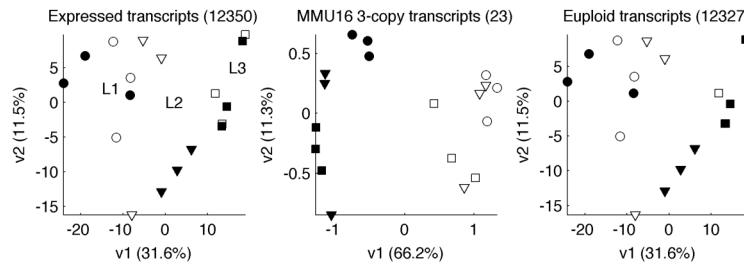 Expressed transcripts (12350)
5
0
-5
-10
-15
v2 (11.5%)
L1
L2
L3
-20
-10
0
10
v1 (31.6%)
MMU16 3-copy transcripts (23)
0.5
0
-0.5
v2 (11.3%)
-1
0
1
v1 (66.2%)
Euploid transcripts (12327
5
0
-5
-10
-15
v2 (11.5%)
-20
-10
0
10
v1 (31.6%)